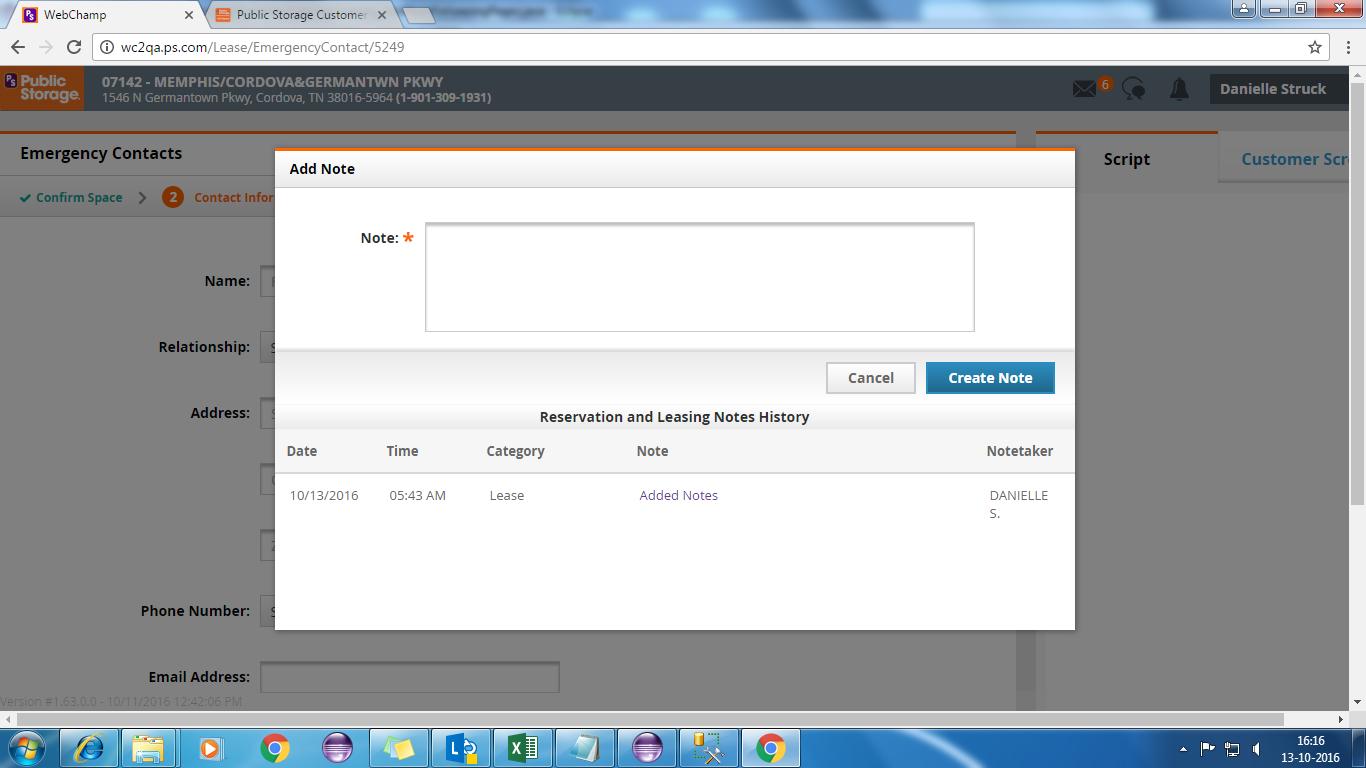 WebChamp
Public Storage Customer
wc2qa.ps.com/Lease/EmergencyContact/5249
PS Public Storage.
07142 - MEMPHIS/CORDOVA&GERMANTWN PKWY
1546 N Germantown Pkwy, Cordova, TN 38016-5964 (1-901-309-1931)
6
Danielle Struck
Emergency Contacts
Script
Customer Scr
Confirm Space
2 Contact Infor
Add Note
Note: *
Name:
Relationship:
Address:
Phone Number:
Email Address:
Cancel
Create Note
Reservation and Leasing Notes History
Date Time Category Note Notetaker
10/13/2016 05:43 AM Lease Added Notes DANIELLE
S.
Version #1.63.0.0 - 10/11/2016 12:42:06 PM
16:16
13-10-2016